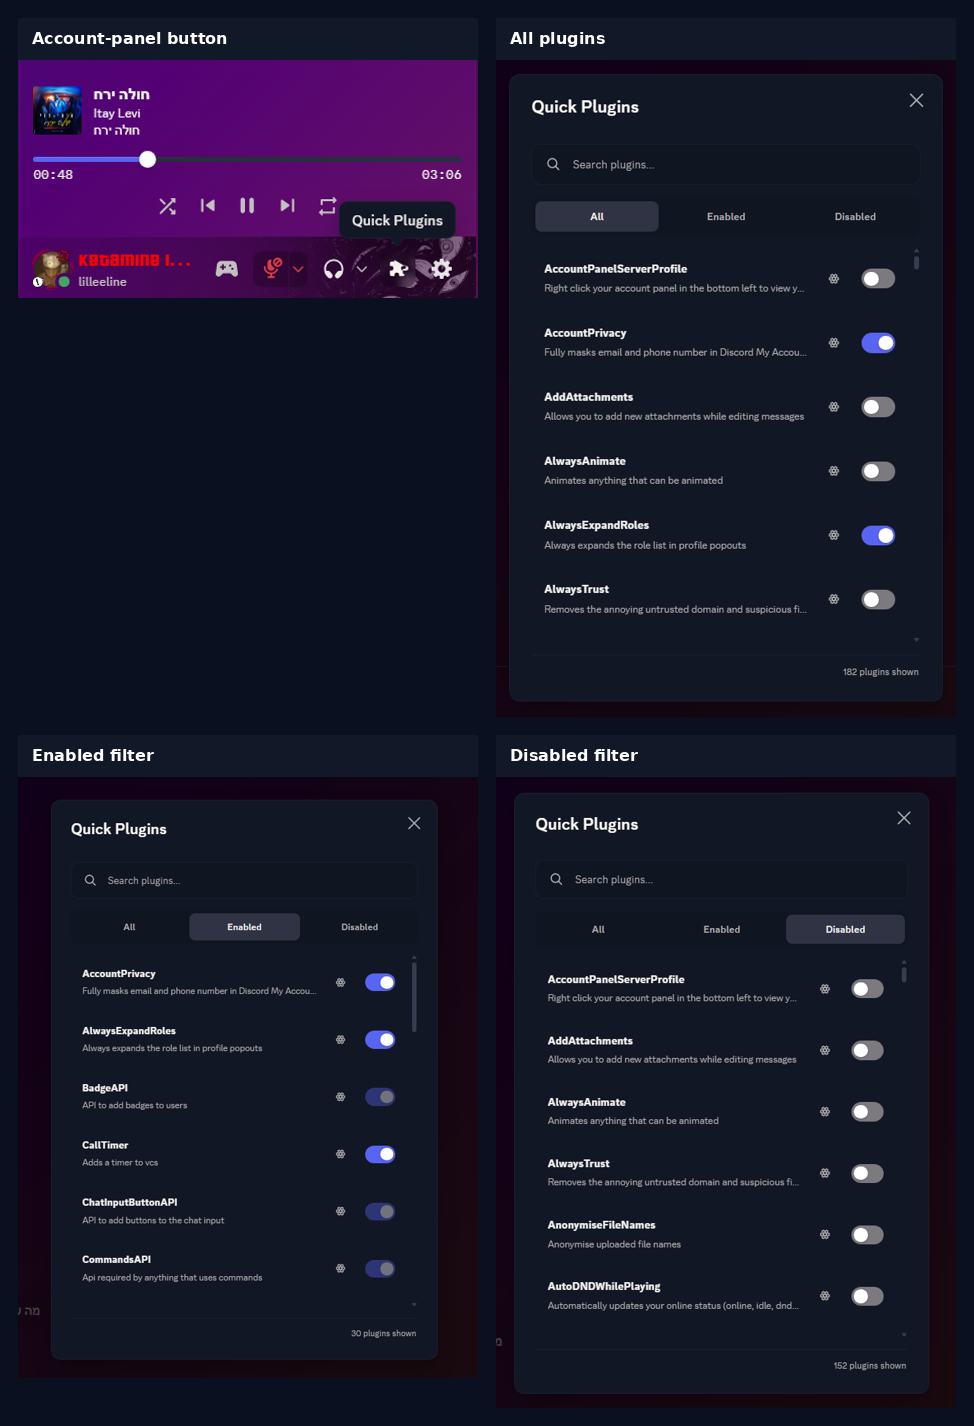 Account-panel button
חולה ירח
Itay Levi
חולה ירח
00:48
03:06
Quick Plugins
Ketamine I...
lilleeline
All plugins
Quick Plugins
Search plugins...
All
Enabled
Disabled
AccountPanelServerProfile
Right click your account panel in the bottom left to view y...
AccountPrivacy
Fully masks email and phone number in Discord My Accou...
AddAttachments
Allows you to add new attachments while editing messages
AlwaysAnimate
Animates anything that can be animated
AlwaysExpandRoles
Always expands the role list in profile popouts
AlwaysTrust
Removes the annoying untrusted domain and suspicious fi...
182 plugins shown
Enabled filter
Quick Plugins
Search plugins...
All
Enabled
Disabled
AccountPrivacy
Fully masks email and phone number in Discord My Accou...
AlwaysExpandRoles
Always expands the role list in profile popouts
BadgeAPI
API to add badges to users
CallTimer
Adds a timer to vcs
ChatInputButtonAPI
API to add buttons to the chat input
CommandsAPI
Api required by anything that uses commands
30 plugins shown
מה
Disabled filter
Quick Plugins
Search plugins...
All
Enabled
Disabled
AccountPanelServerProfile
Right click your account panel in the bottom left to view y...
AddAttachments
Allows you to add new attachments while editing messages
AlwaysAnimate
Animates anything that can be animated
AlwaysTrust
Removes the annoying untrusted domain and suspicious fi...
AnonymiseFileNames
Anonymise uploaded file names
AutoDNDWhilePlaying
Automatically updates your online status (online, idle, dnd...
152 plugins shown